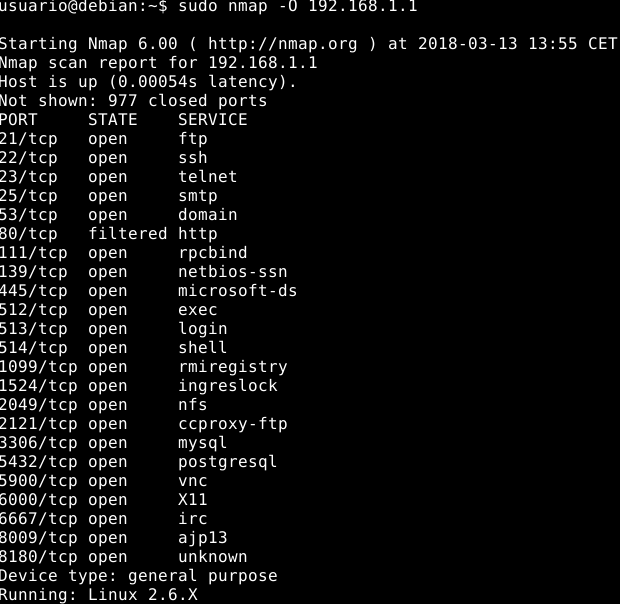 usuario@debian:~$ sudo nmap -O 192.168.1.1
Starting Nmap 6.00 ( http://nmap.org ) at 2018-03-13 13:55 CET
Nmap scan report for 192.168.1.1
Host is up (0.00054s latency).
Not shown: 977 closed ports
PORT     STATE    SERVICE
21/tcp   open     ftp
22/tcp   open     ssh
23/tcp   open     telnet
25/tcp   open     smtp
53/tcp   open     domain
80/tcp   filtered http
111/tcp  open     rpcbind
139/tcp  open     netbios-ssn
445/tcp  open     microsoft-ds
512/tcp  open     exec
513/tcp  open     login
514/tcp  open     shell
1099/tcp open     rmiregistry
1524/tcp open     ingreslock
2049/tcp open     nfs
2121/tcp open     ccproxy-ftp
3306/tcp open     mysql
5432/tcp open     postgresql
5900/tcp open     vnc
6000/tcp open     X11
6667/tcp open     irc
8009/tcp open     ajp13
8180/tcp open     unknown
Device type: general purpose
Running: Linux 2.6.X